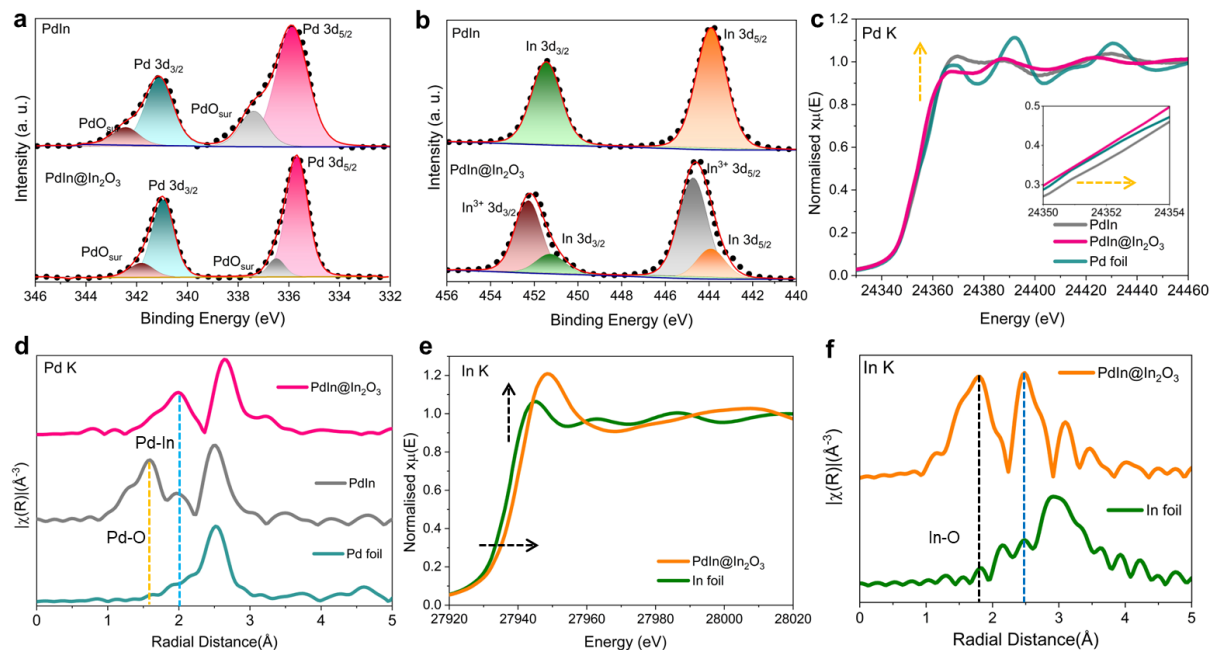 a
PdIn
Pd 3d5/2
Pd 3d3/2
PdOsur
PdOsur
PdIn@In2O3
Pd 3d5/2
Pd 3d3/2
PdOsur
PdOsur
Intensity (a. u.)
346 344 342 340 338 336 334 332
Binding Energy (eV)
b
PdIn
In 3d5/2
In 3d3/2
PdIn@In2O3
In3+ 3d5/2
In3+ 3d3/2
In 3d3/2
In 3d5/2
Intensity (a. u.)
456 454 452 450 448 446 444 442 440
Binding Energy (eV)
c
Pd K
Normalised xμ(E)
1.2
1.0
0.8
0.6
0.4
0.2
0.0
0.5
0.4
0.3
24350 24352 24354
PdIn
PdIn@In2O3
Pd foil
24340 24360 24380 24400 24420 24440 24460
Energy (eV)
d
Pd K
PdIn@In2O3
Pd-In
PdIn
Pd-O
Pd foil
|χ(R)|(Å-3)
0 1 2 3 4 5
Radial Distance(Å)
e
In K
Normalised xμ(E)
1.2
1.0
0.8
0.6
0.4
0.2
0.0
PdIn@In2O3
In foil
27920 27940 27960 27980 28000 28020
Energy (eV)
f
In K
PdIn@In2O3
In-O
In foil
|χ(R)|(Å-3)
0 1 2 3 4 5
Radial Distance(Å)